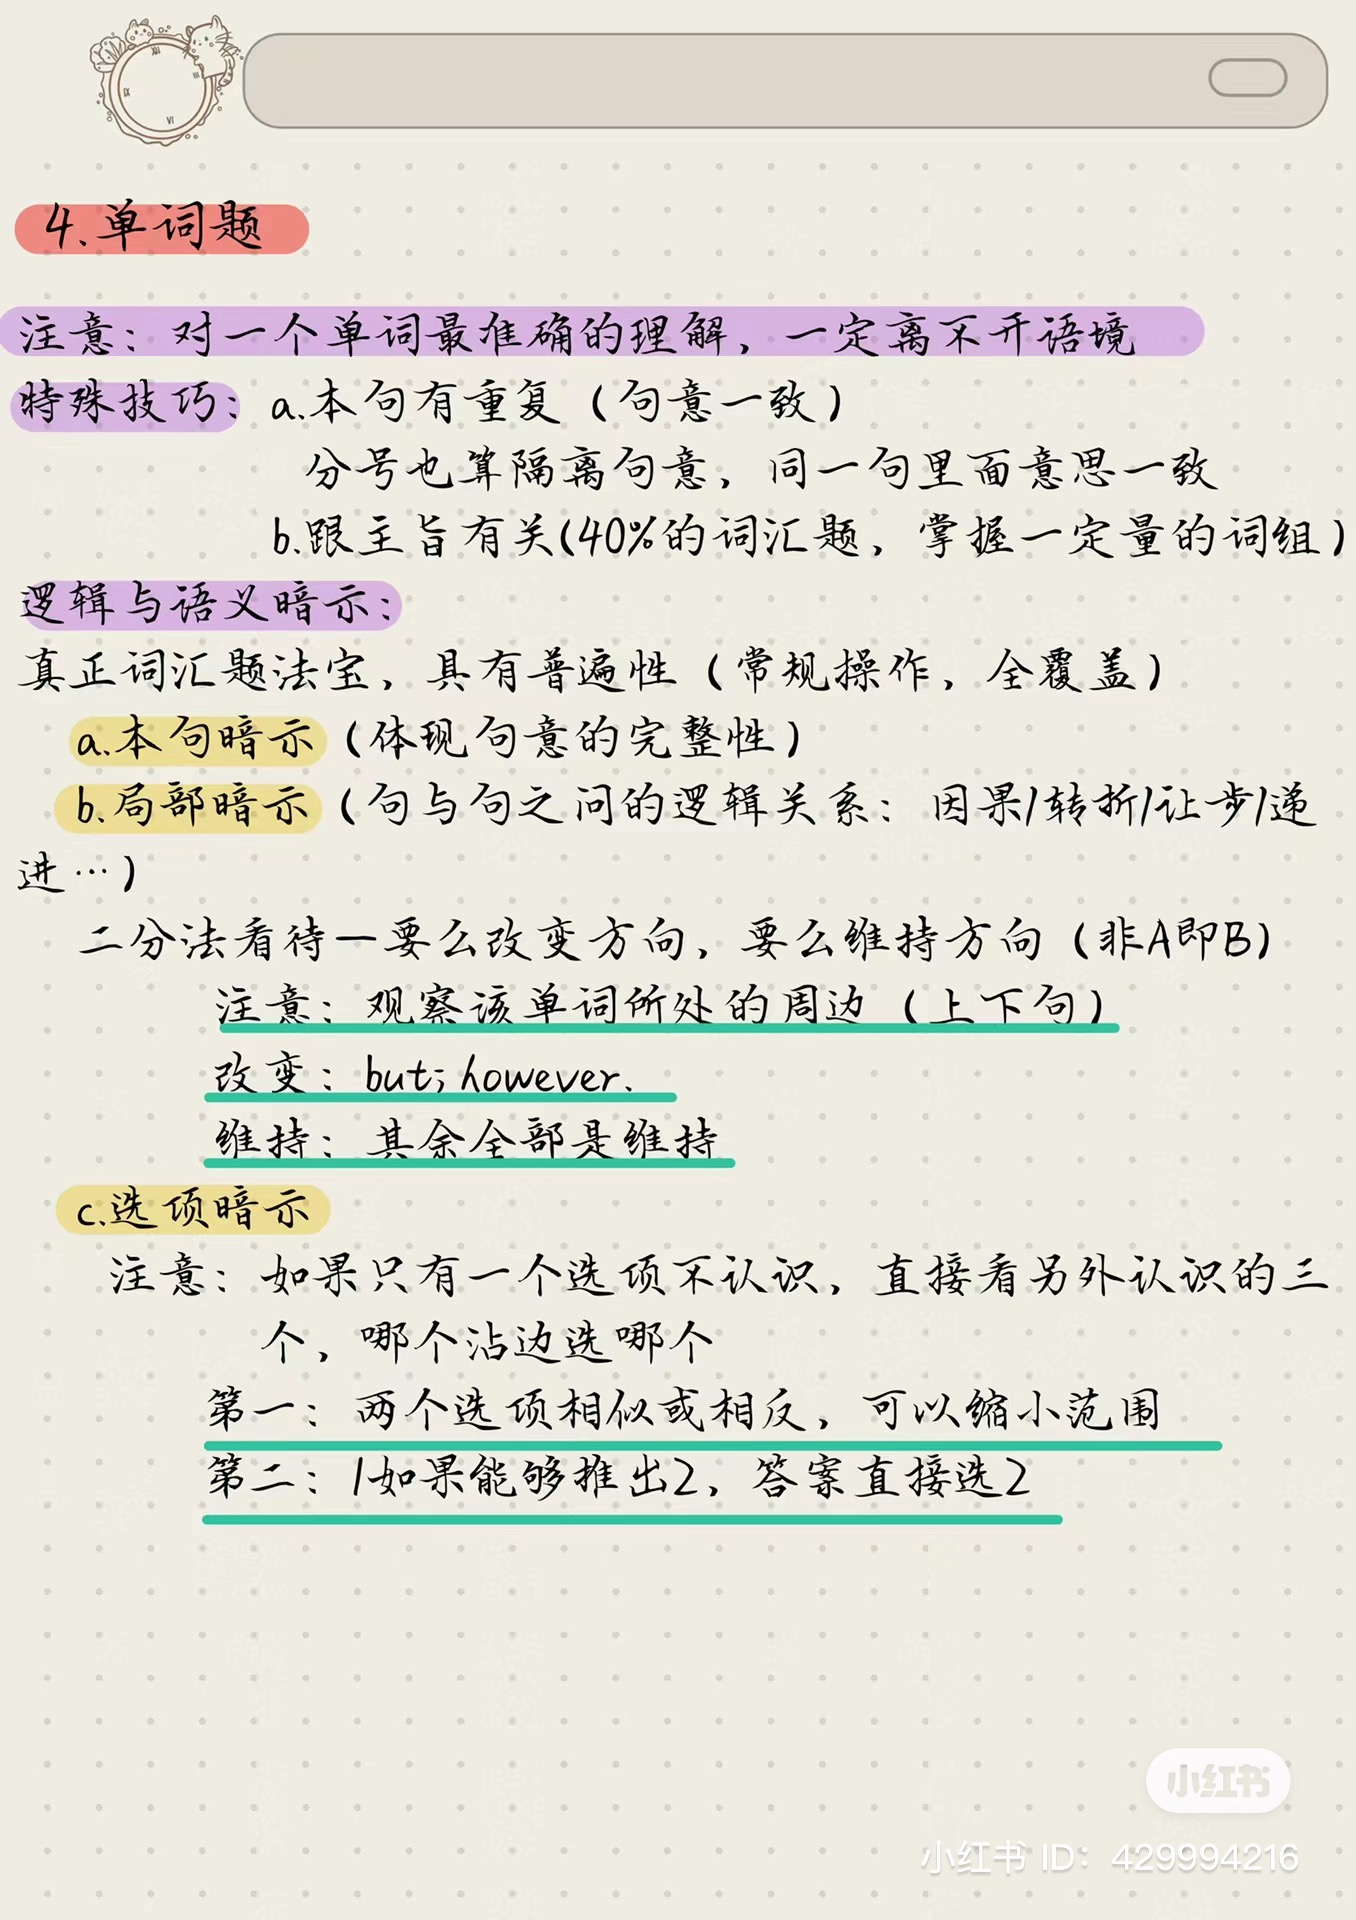 4.单词题
注意：对一个单词最准确的理解，一定离不开语境
特殊技巧：a.本句有重复（句意一致）
分号也算隔离句意，同一句里面意思一致
b.跟主旨有关(40%的词汇题，掌握一定量的词组)
逻辑与语义暗示：
真正词汇题法宝，具有普遍性（常规操作，全覆盖）
a.本句暗示（体现句意的完整性）
b.局部暗示（句与句之间的逻辑关系：因果/转折/让步/递
进…）
二分法看待一要么改变方向，要么维持方向（非A即B）
注意：观察该单词所处的周边（上下句）
改变：but; however.
维持：其余全部是维持
c.选项暗示
注意：如果只有一个选项不认识，直接看另外认识的三
个，哪个沾边选哪个
第一：两个选项相似或相反，可以缩小范围
第二：1如果能够推出2，答案直接选2
小红书
小红书 ID：429994216